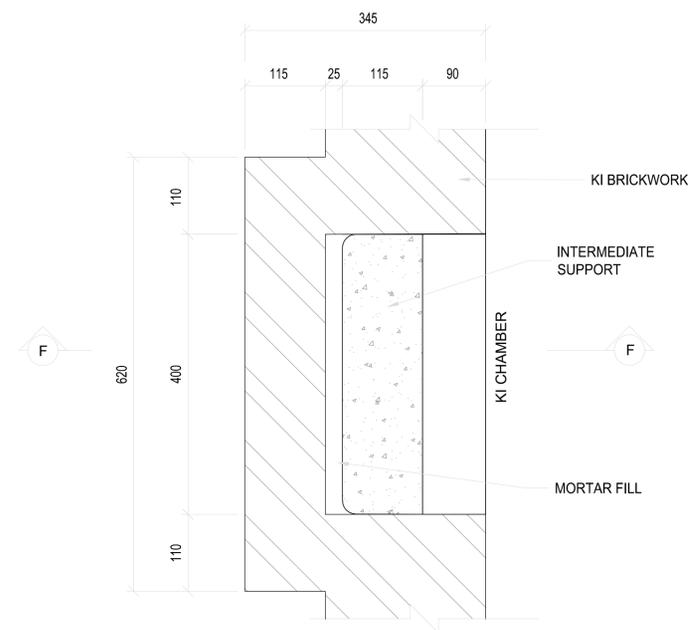 345
115 25 115 90
KI BRICKWORK
110
INTERMEDIATE
SUPPORT
KI CHAMBER
F
F
620
400
MORTAR FILL
110